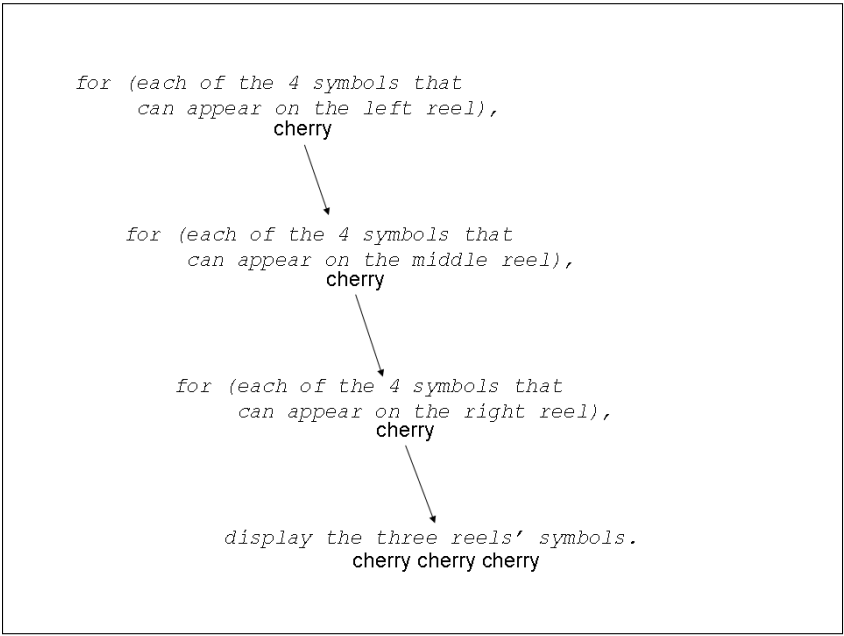 for (each of the 4 symbols that
can appear on the left reel),
cherry
for (each of the 4 symbols that
can appear on the middle reel),
cherry
for (each of the 4 symbols that
can appear on the right reel),
cherry
display the three reels' symbols.
cherry cherry cherry